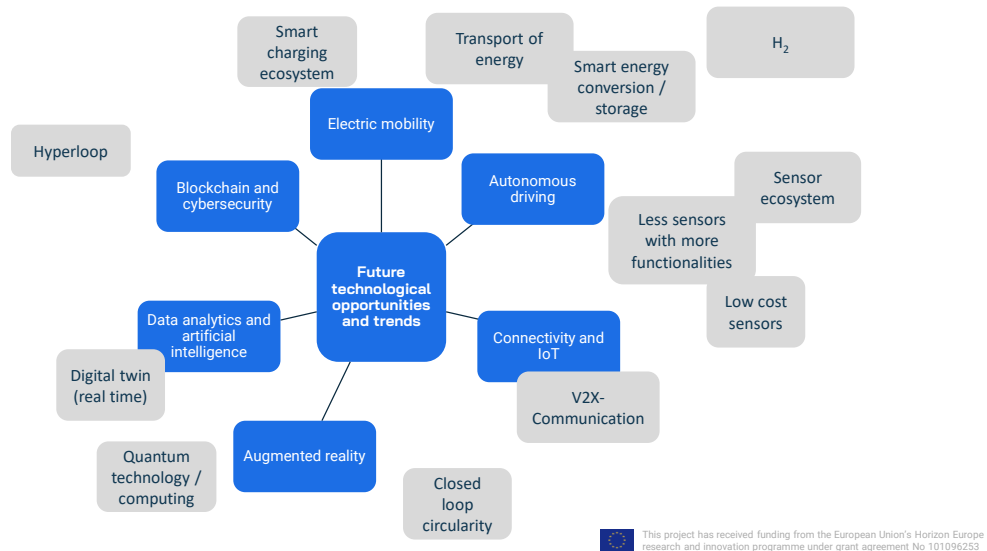 Smart
charging
ecosystem
Transport of
energy
H₂
Smart energy
conversion /
storage
Electric mobility
Hyperloop
Blockchain and
cybersecurity
Autonomous
driving
Sensor
ecosystem
Less sensors
with more
functionalities
Future
technological
opportunities
and trends
Low cost
sensors
Data analytics and
artificial
intelligence
Connectivity and
IoT
Digital twin
(real time)
V2X-
Communication
Augmented reality
Quantum
technology /
computing
Closed
loop
circularity
This project has received funding from the European Union's Horizon Europe
research and innovation programme under grant agreement No 101096253